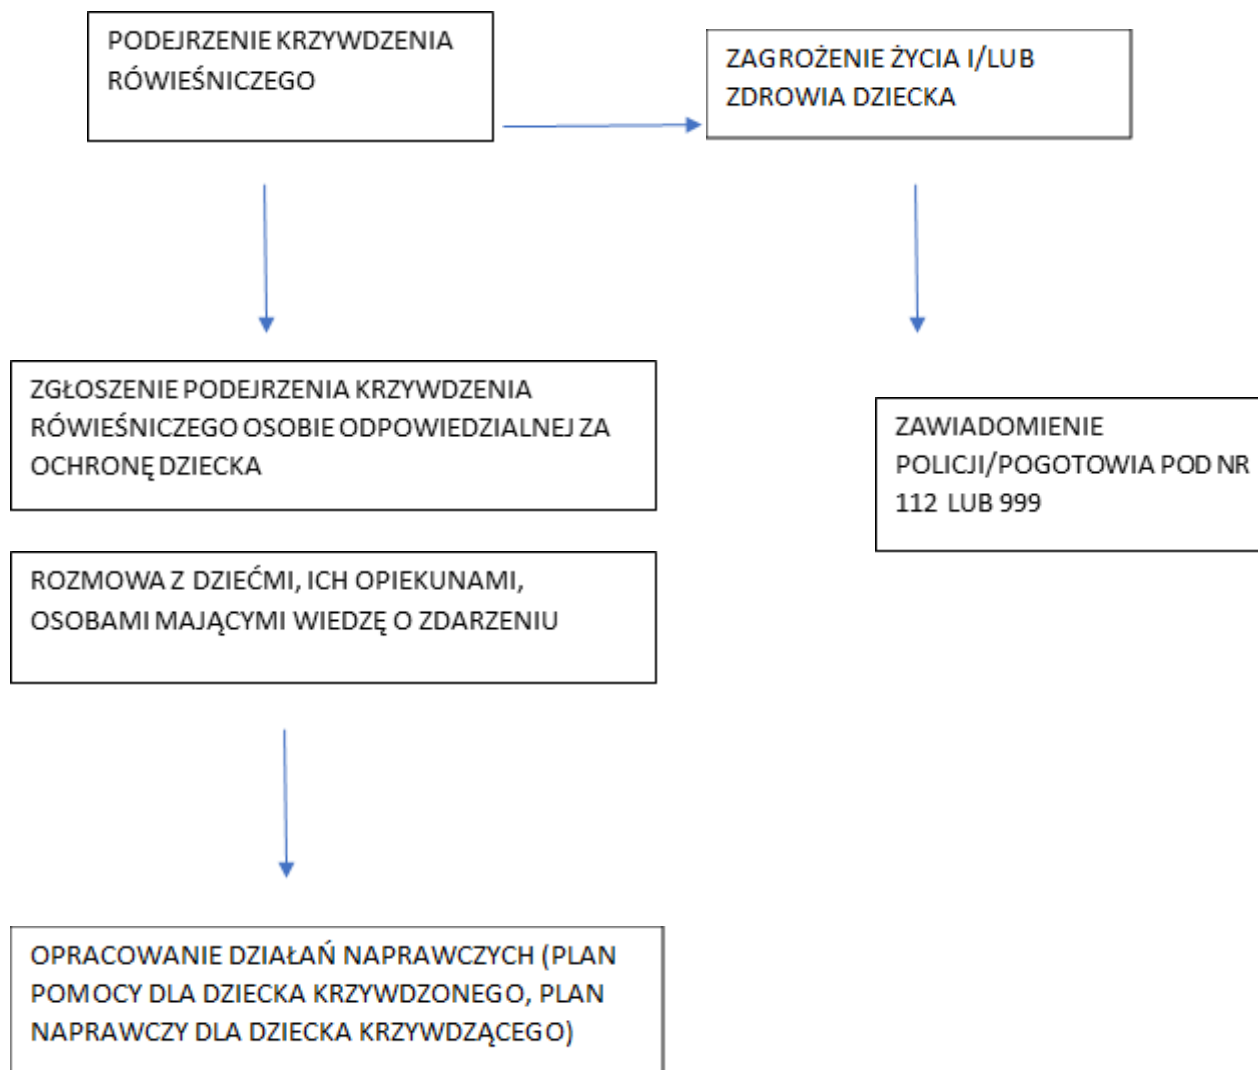 PODEJRZENIE KRZYWDZENIA
RÓWIEŚNICZEGO
ZAGROŻENIE ŻYCIA I/LUB
ZDROWIA DZIECKA
ZGŁOSZENIE PODEJRZENIA KRZYWDZENIA
RÓWIEŚNICZEGO OSOBIE ODPOWIEDZIALNEJ ZA
OCHRONĘ DZIECKA
ZAWIADOMIENIE
POLICJI/POGOTOWIA POD NR
112 LUB 999
ROZMOWA Z DZIEĆMI, ICH OPIEKUNAMI,
OSOBAMI MAJĄCYMI WIEDZĘ O ZDARZENIU
OPRACOWANIE DZIAŁAŃ NAPRAWCZYCH (PLAN
POMOCY DLA DZIECKA KRZYWDZONEGO, PLAN
NAPRAWCZY DLA DZIECKA KRZYWDZĄCEGO)